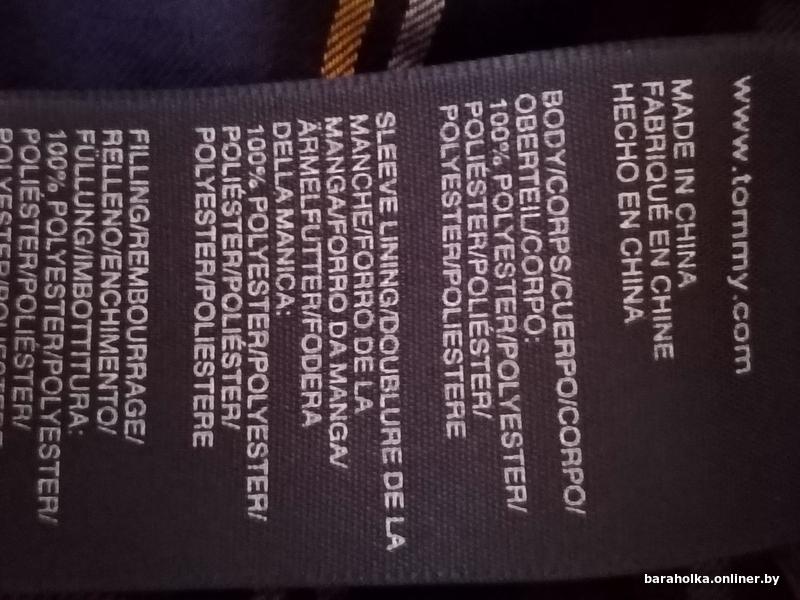 www.tommy.com
MADE IN CHINA
FABRIQUÉ EN CHINE
HECHO EN CHINA
BODY/CORPS/CUERPO/CORPO/
OBERTEIL/CORPO:
100% POLYESTER/POLYESTER/
POLIÉSTER/POLIÉSTER/
POLYESTER/POLIESTERE
SLEEVE LINING/DOUBLURE DE LA
MANCHE/FORRO DE LA
MANGA/FORRO DA MANGA/
ÄRMELFUTTER/FODERA
DELLA MANICA:
100% POLYESTER/POLYESTER/
POLIÉSTER/POLIÉSTER/
POLYESTER/POLIESTERE
FILLING/REMBOURRAGE/
RELLENO/ENCHIMENTO/
FÜLLUNG/IMBOTTITURA:
100% POLYESTER/POLYESTER/
POLIÉSTER/POLIÉSTER/
baraholka.onliner.by